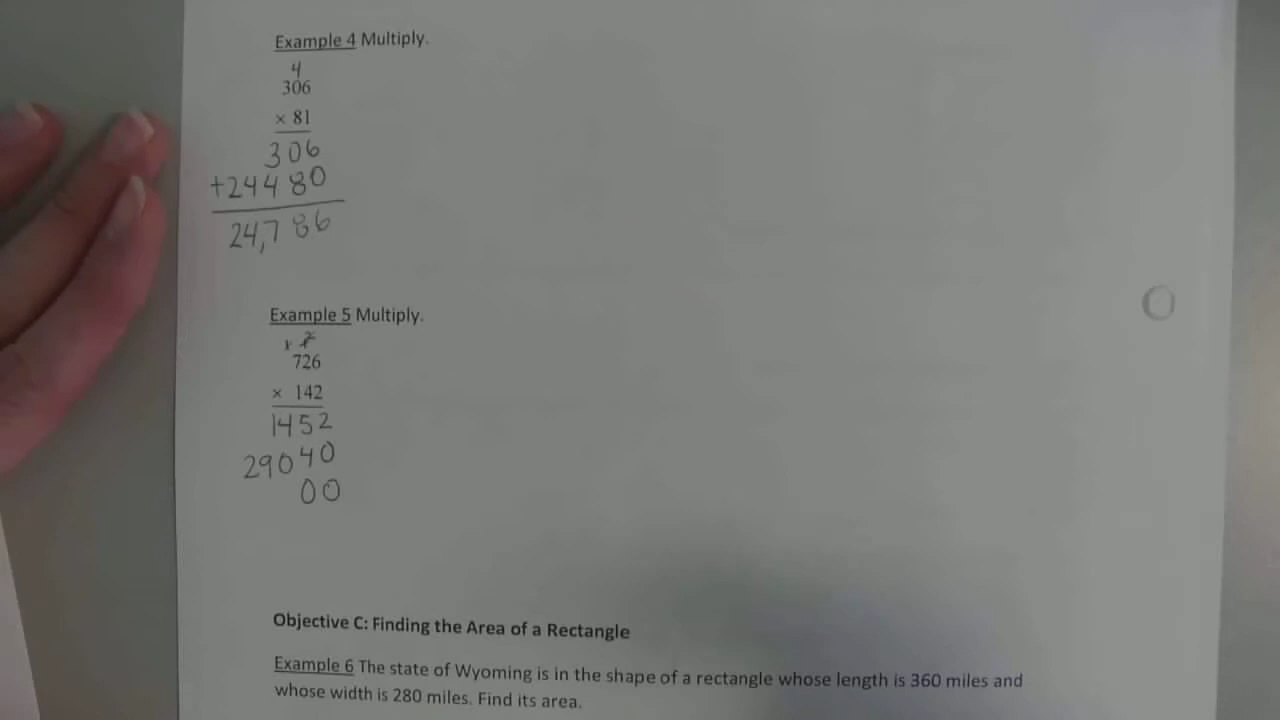 Example 4 Multiply.
4
306
× 81
306
+24480
24,786
Example 5 Multiply.
726
× 142
1452
29040
00
Objective C: Finding the Area of a Rectangle
Example 6 The state of Wyoming is in the shape of a rectangle whose length is 360 miles and
whose width is 280 miles. Find its area.